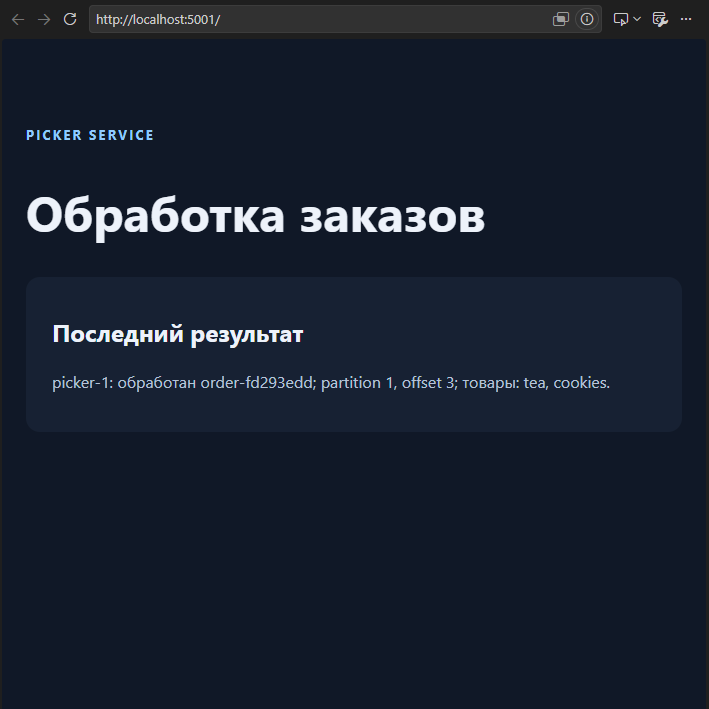 http://localhost:5001/
PICKER SERVICE
Обработка заказов
Последний результат
picker-1: обработан order-fd293edd; partition 1, offset 3; товары: tea, cookies.